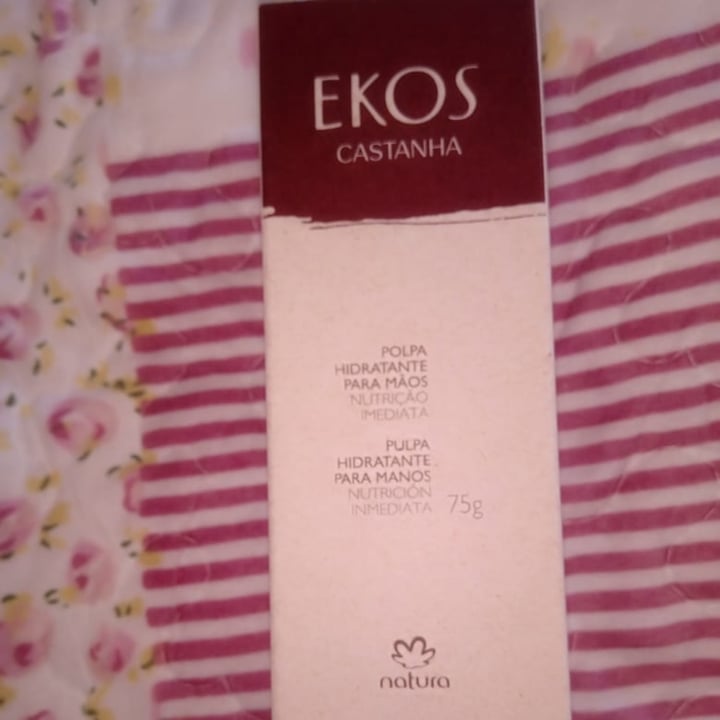 EKOS
CASTANHA
POLPA
HIDRATANTE
PARA MÃOS
NUTRIÇÃO
IMEDIATA
PULPA
HIDRATANTE
PARA MANOS
NUTRICIÓN
INMEDIATA 75g
natura